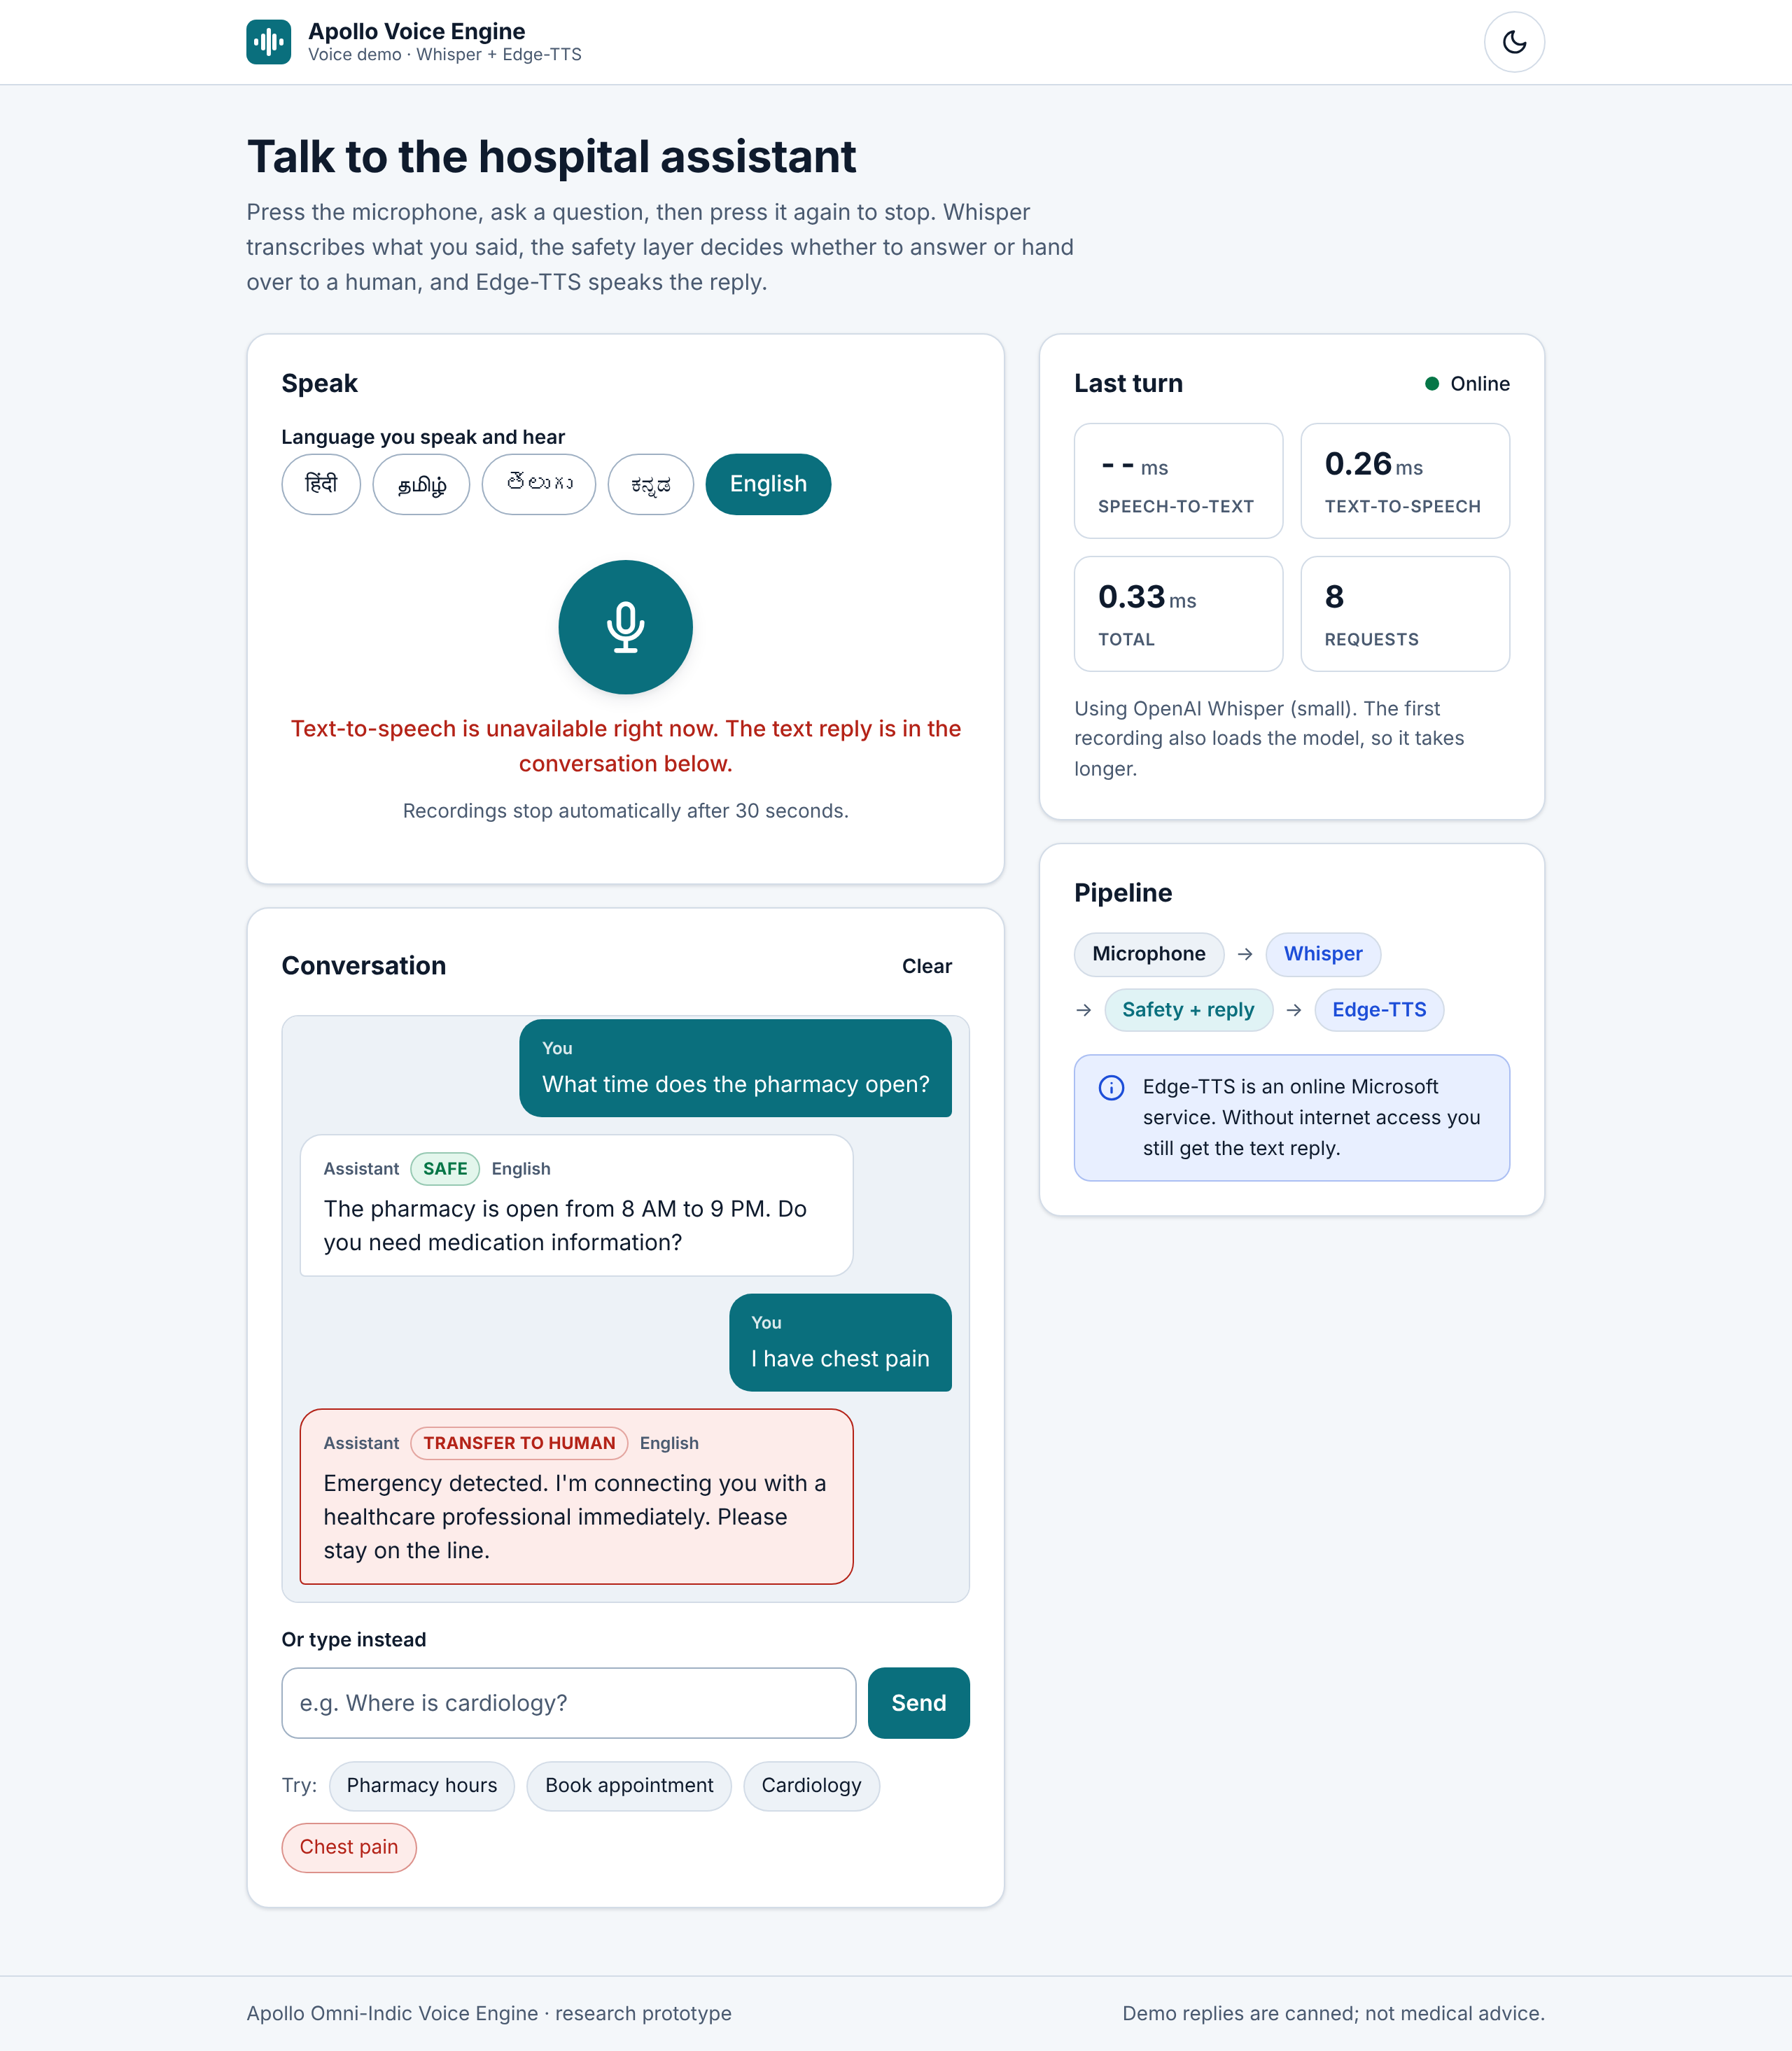 Apollo Voice Engine
Voice demo · Whisper + Edge-TTS
Talk to the hospital assistant
Press the microphone, ask a question, then press it again to stop. Whisper
transcribes what you said, the safety layer decides whether to answer or hand
over to a human, and Edge-TTS speaks the reply.
Speak
Language you speak and hear
हिंदी தமிழ் తెలుగు ಕನ್ನಡ English
Text-to-speech is unavailable right now. The text reply is in the
conversation below.
Recordings stop automatically after 30 seconds.
Conversation Clear
You
What time does the pharmacy open?
Assistant SAFE English
The pharmacy is open from 8 AM to 9 PM. Do
you need medication information?
You
I have chest pain
Assistant TRANSFER TO HUMAN English
Emergency detected. I'm connecting you with a
healthcare professional immediately. Please
stay on the line.
Or type instead
e.g. Where is cardiology? Send
Try: Pharmacy hours Book appointment Cardiology
Chest pain
Last turn Online
-- ms 0.26 ms
SPEECH-TO-TEXT TEXT-TO-SPEECH
0.33 ms 8
TOTAL REQUESTS
Using OpenAI Whisper (small). The first
recording also loads the model, so it takes
longer.
Pipeline
Microphone → Whisper
→ Safety + reply → Edge-TTS
Edge-TTS is an online Microsoft
service. Without internet access you
still get the text reply.
Apollo Omni-Indic Voice Engine · research prototype
Demo replies are canned; not medical advice.